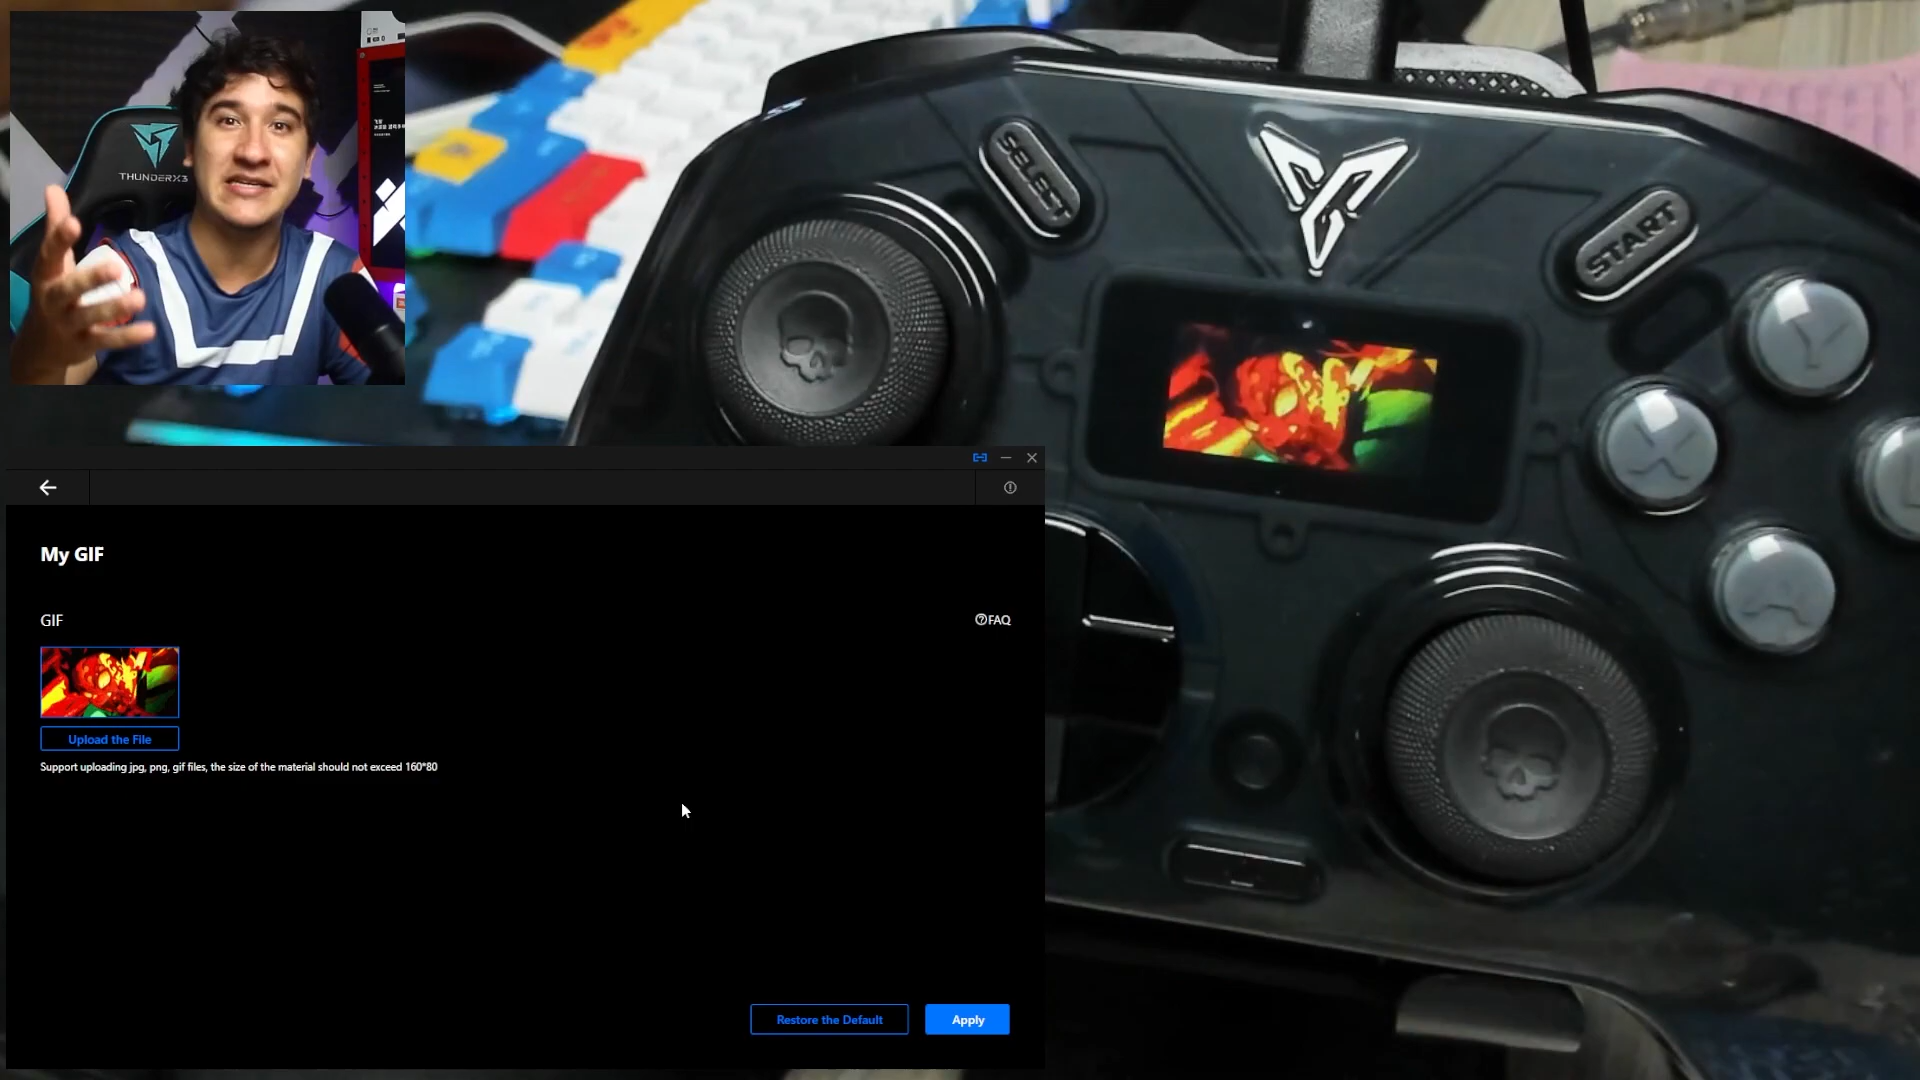 THUNDERX3
SELECT
START
Y
X
A
My GIF
GIF
?FAQ
Upload the File
Support uploading jpg, png, gif files, the size of the material should not exceed 160*80
Restore the Default
Apply